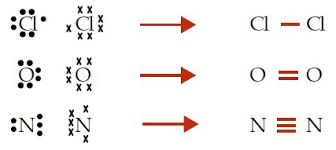 Cl Cl Cl — Cl
O O O = O
N N N ≡ N